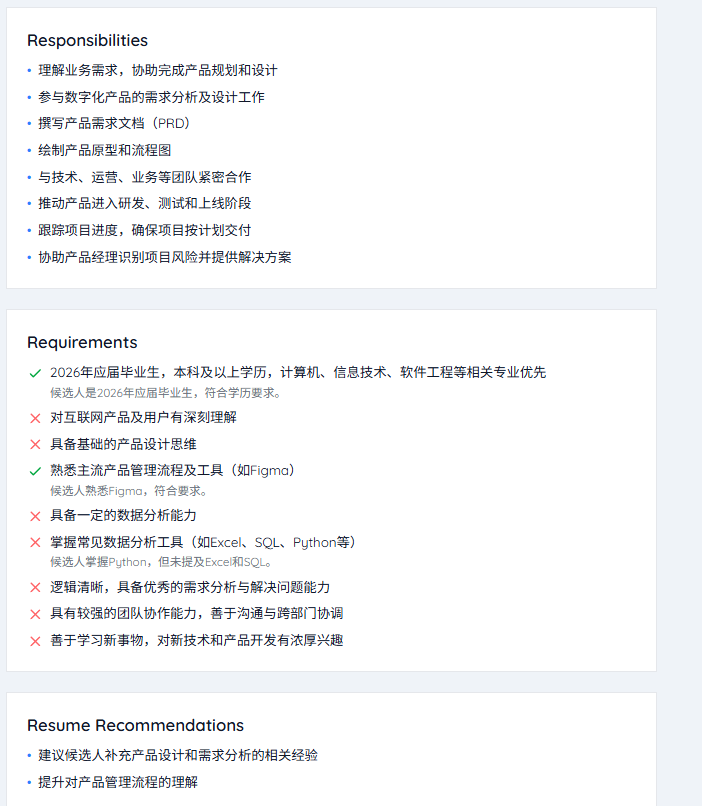 Responsibilities
• 理解业务需求，协助完成产品规划和设计
• 参与数字化产品的需求分析及设计工作
• 撰写产品需求文档（PRD）
• 绘制产品原型和流程图
• 与技术、运营、业务等团队紧密合作
• 推动产品进入研发、测试和上线阶段
• 跟踪项目进度，确保项目按计划交付
• 协助产品经理识别项目风险并提供解决方案
Requirements
2026年应届毕业生，本科及以上学历，计算机、信息技术、软件工程等相关专业优先
候选人是2026年应届毕业生，符合学历要求。
对互联网产品及用户有深刻理解
具备基础的产品设计思维
熟悉主流产品管理流程及工具（如Figma）
候选人熟悉Figma，符合要求。
具备一定的数据分析能力
掌握常见数据分析工具（如Excel、SQL、Python等）
候选人掌握Python，但未提及Excel和SQL。
逻辑清晰，具备优秀的需求分析与解决问题能力
具有较强的团队协作能力，善于沟通与跨部门协调
善于学习新事物，对新技术和产品开发有浓厚兴趣
Resume Recommendations
• 建议候选人补充产品设计和需求分析的相关经验
• 提升对产品管理流程的理解